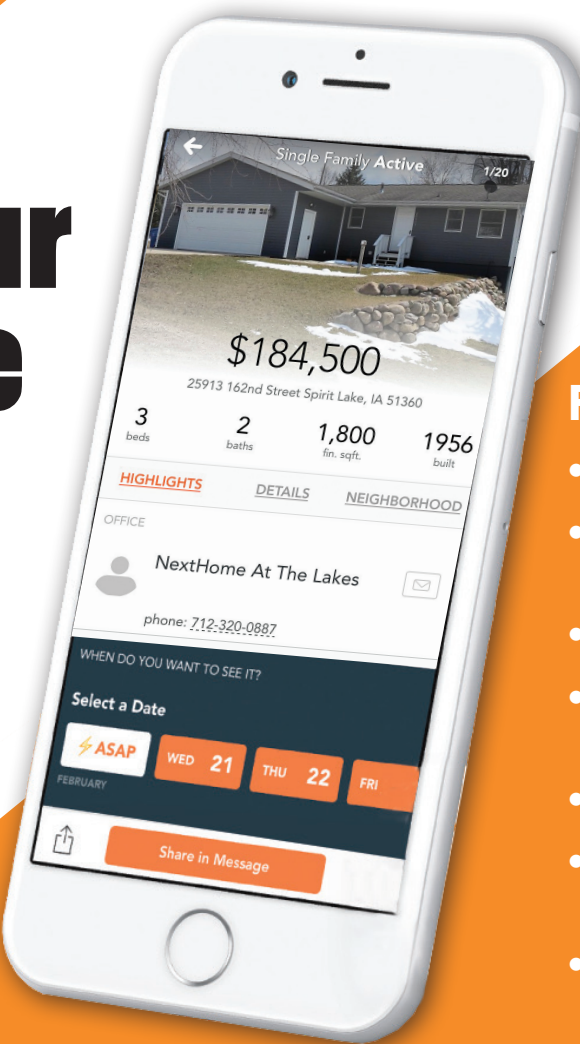 ur
e
Single Family Active
1/20
$184,500
25913 162nd Street Spirit Lake, IA 51360
3 2 1,800 1956
beds baths fin. sqft. built
HIGHLIGHTS DETAILS NEIGHBORHOOD
OFFICE
NextHome At The Lakes
phone: 712-320-0887
WHEN DO YOU WANT TO SEE IT?
Select a Date
ASAP WED 21 THU 22 FRI
FEBRUARY
Share in Message